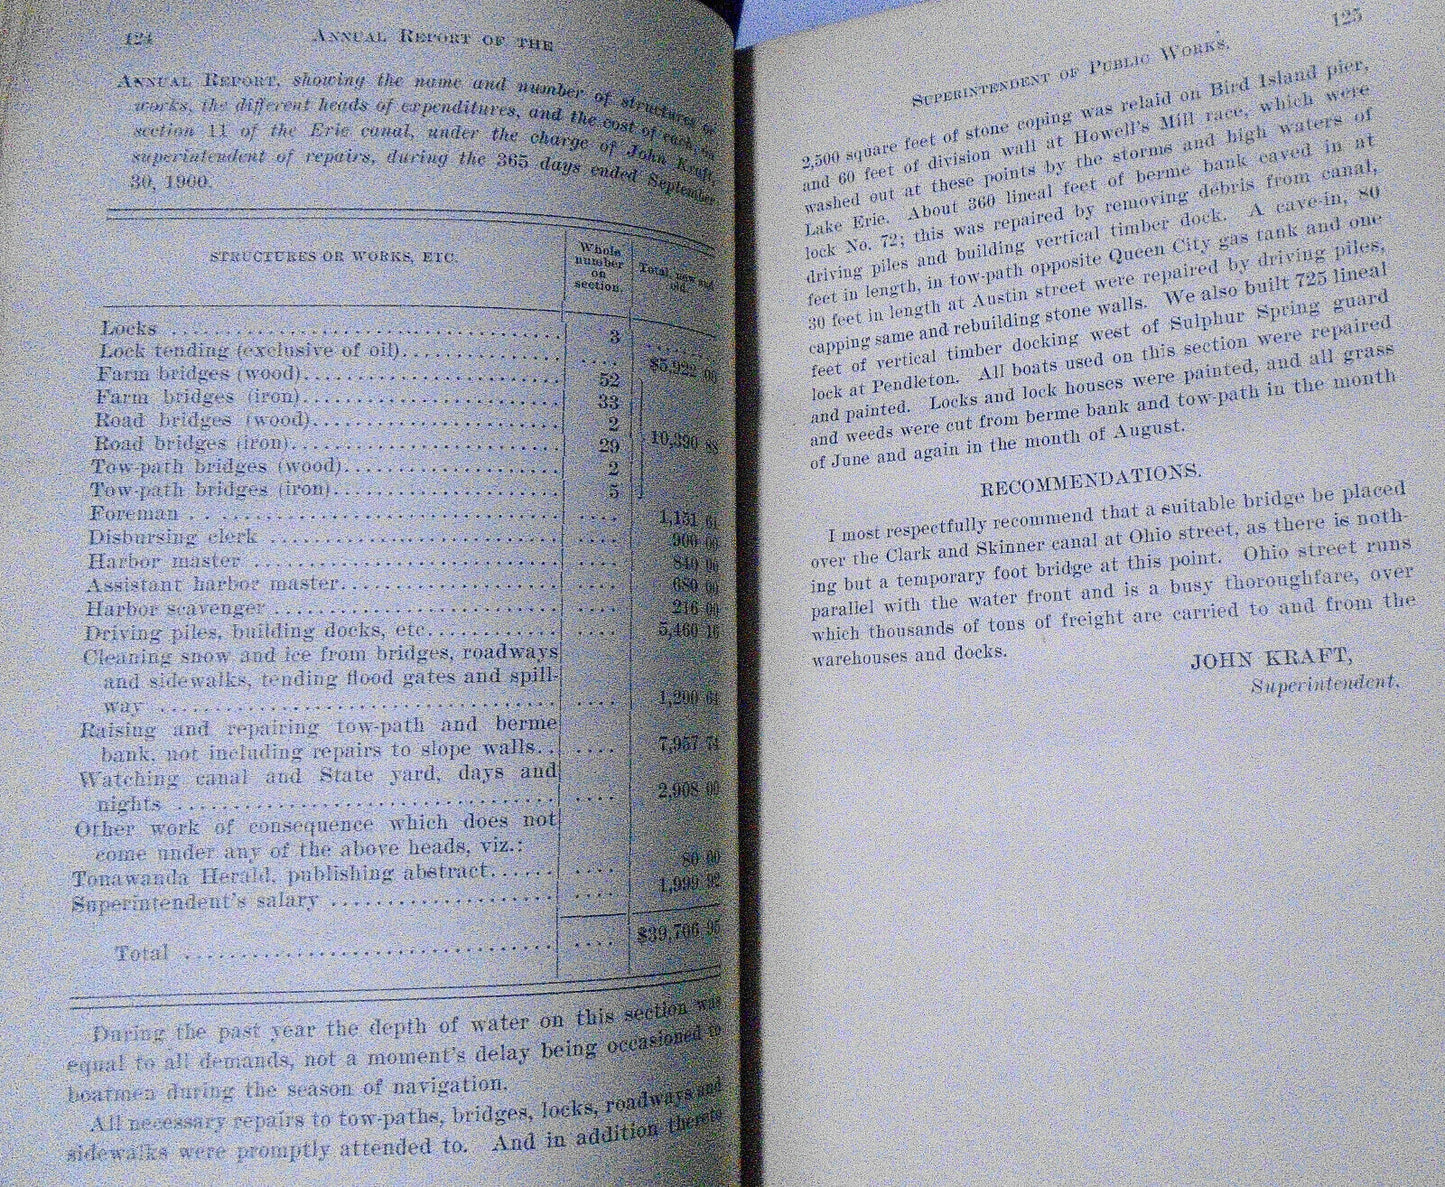 124 ANNUAL REPORT OF THE
ANNUAL REPORT, showing the name and number of structures or
works, the different heads of expenditures, and the cost of each, on
section 11 of the Erie canal, under the charge of John Kraft,
superintendent of repairs, during the 365 days ended September
30, 1900.
STRUCTURES OR WORKS, ETC. Whole number on section. Total, new and old.
Locks 3
Lock tending (exclusive of oil) $5,922 00
Farm bridges (wood) 52
Farm bridges (iron) 33
Road bridges (wood) 2
Road bridges (iron) 29 10,390 88
Tow-path bridges (wood) 2
Tow-path bridges (iron) 5
Foreman 1,151 61
Disbursing clerk 900 00
Harbor master
Assistant harbor master 680 00
Harbor scavenger 216 00
Driving piles, building docks, etc 5,460 16
Cleaning snow and ice from bridges, roadways
and sidewalks, tending flood gates and spill-
way 1,200 64
Raising and repairing tow-path and berme
bank, not including repairs to slope walls 7,957 74
Watching canal and State yard, days and
nights 2,908 00
Other work of consequence which does not
come under any of the above heads, viz.:
Tonawanda Herald, publishing abstract 80 00
Superintendent's salary 1,999 92
Total $39,706 95
During the past year the depth of water on this section was
equal to all demands, not a moment's delay being occasioned to
boatmen during the season of navigation.
All necessary repairs to tow-paths, bridges, locks, roadways and
sidewalks were promptly attended to. And in addition thereto
SUPERINTENDENT OF PUBLIC WORKS. 125
2,500 square feet of stone coping was relaid on Bird Island pier,
and 60 feet of division wall at Howell's Mill race, which were
washed out at these points by the storms and high waters of
Lake Erie. About 360 lineal feet of berme bank caved in at
lock No. 72; this was repaired by removing debris from canal,
driving piles and building vertical timber dock. A cave-in, 80
feet in length, in tow-path opposite Queen City gas tank and one
30 feet in length at Austin street were repaired by driving piles,
capping same and rebuilding stone walls. We also built 725 lineal
feet of vertical timber docking west of Sulphur Spring guard
lock at Pendleton. All boats used on this section were repaired
and painted. Locks and lock houses were painted, and all grass
and weeds were cut from berme bank and tow-path in the month
of June and again in the month of August.
RECOMMENDATIONS.
I most respectfully recommend that a suitable bridge be placed
over the Clark and Skinner canal at Ohio street, as there is noth-
ing but a temporary foot bridge at this point. Ohio street runs
parallel with the water front and is a busy thoroughfare, over
which thousands of tons of freight are carried to and from the
warehouses and docks.
JOHN KRAFT,
Superintendent.